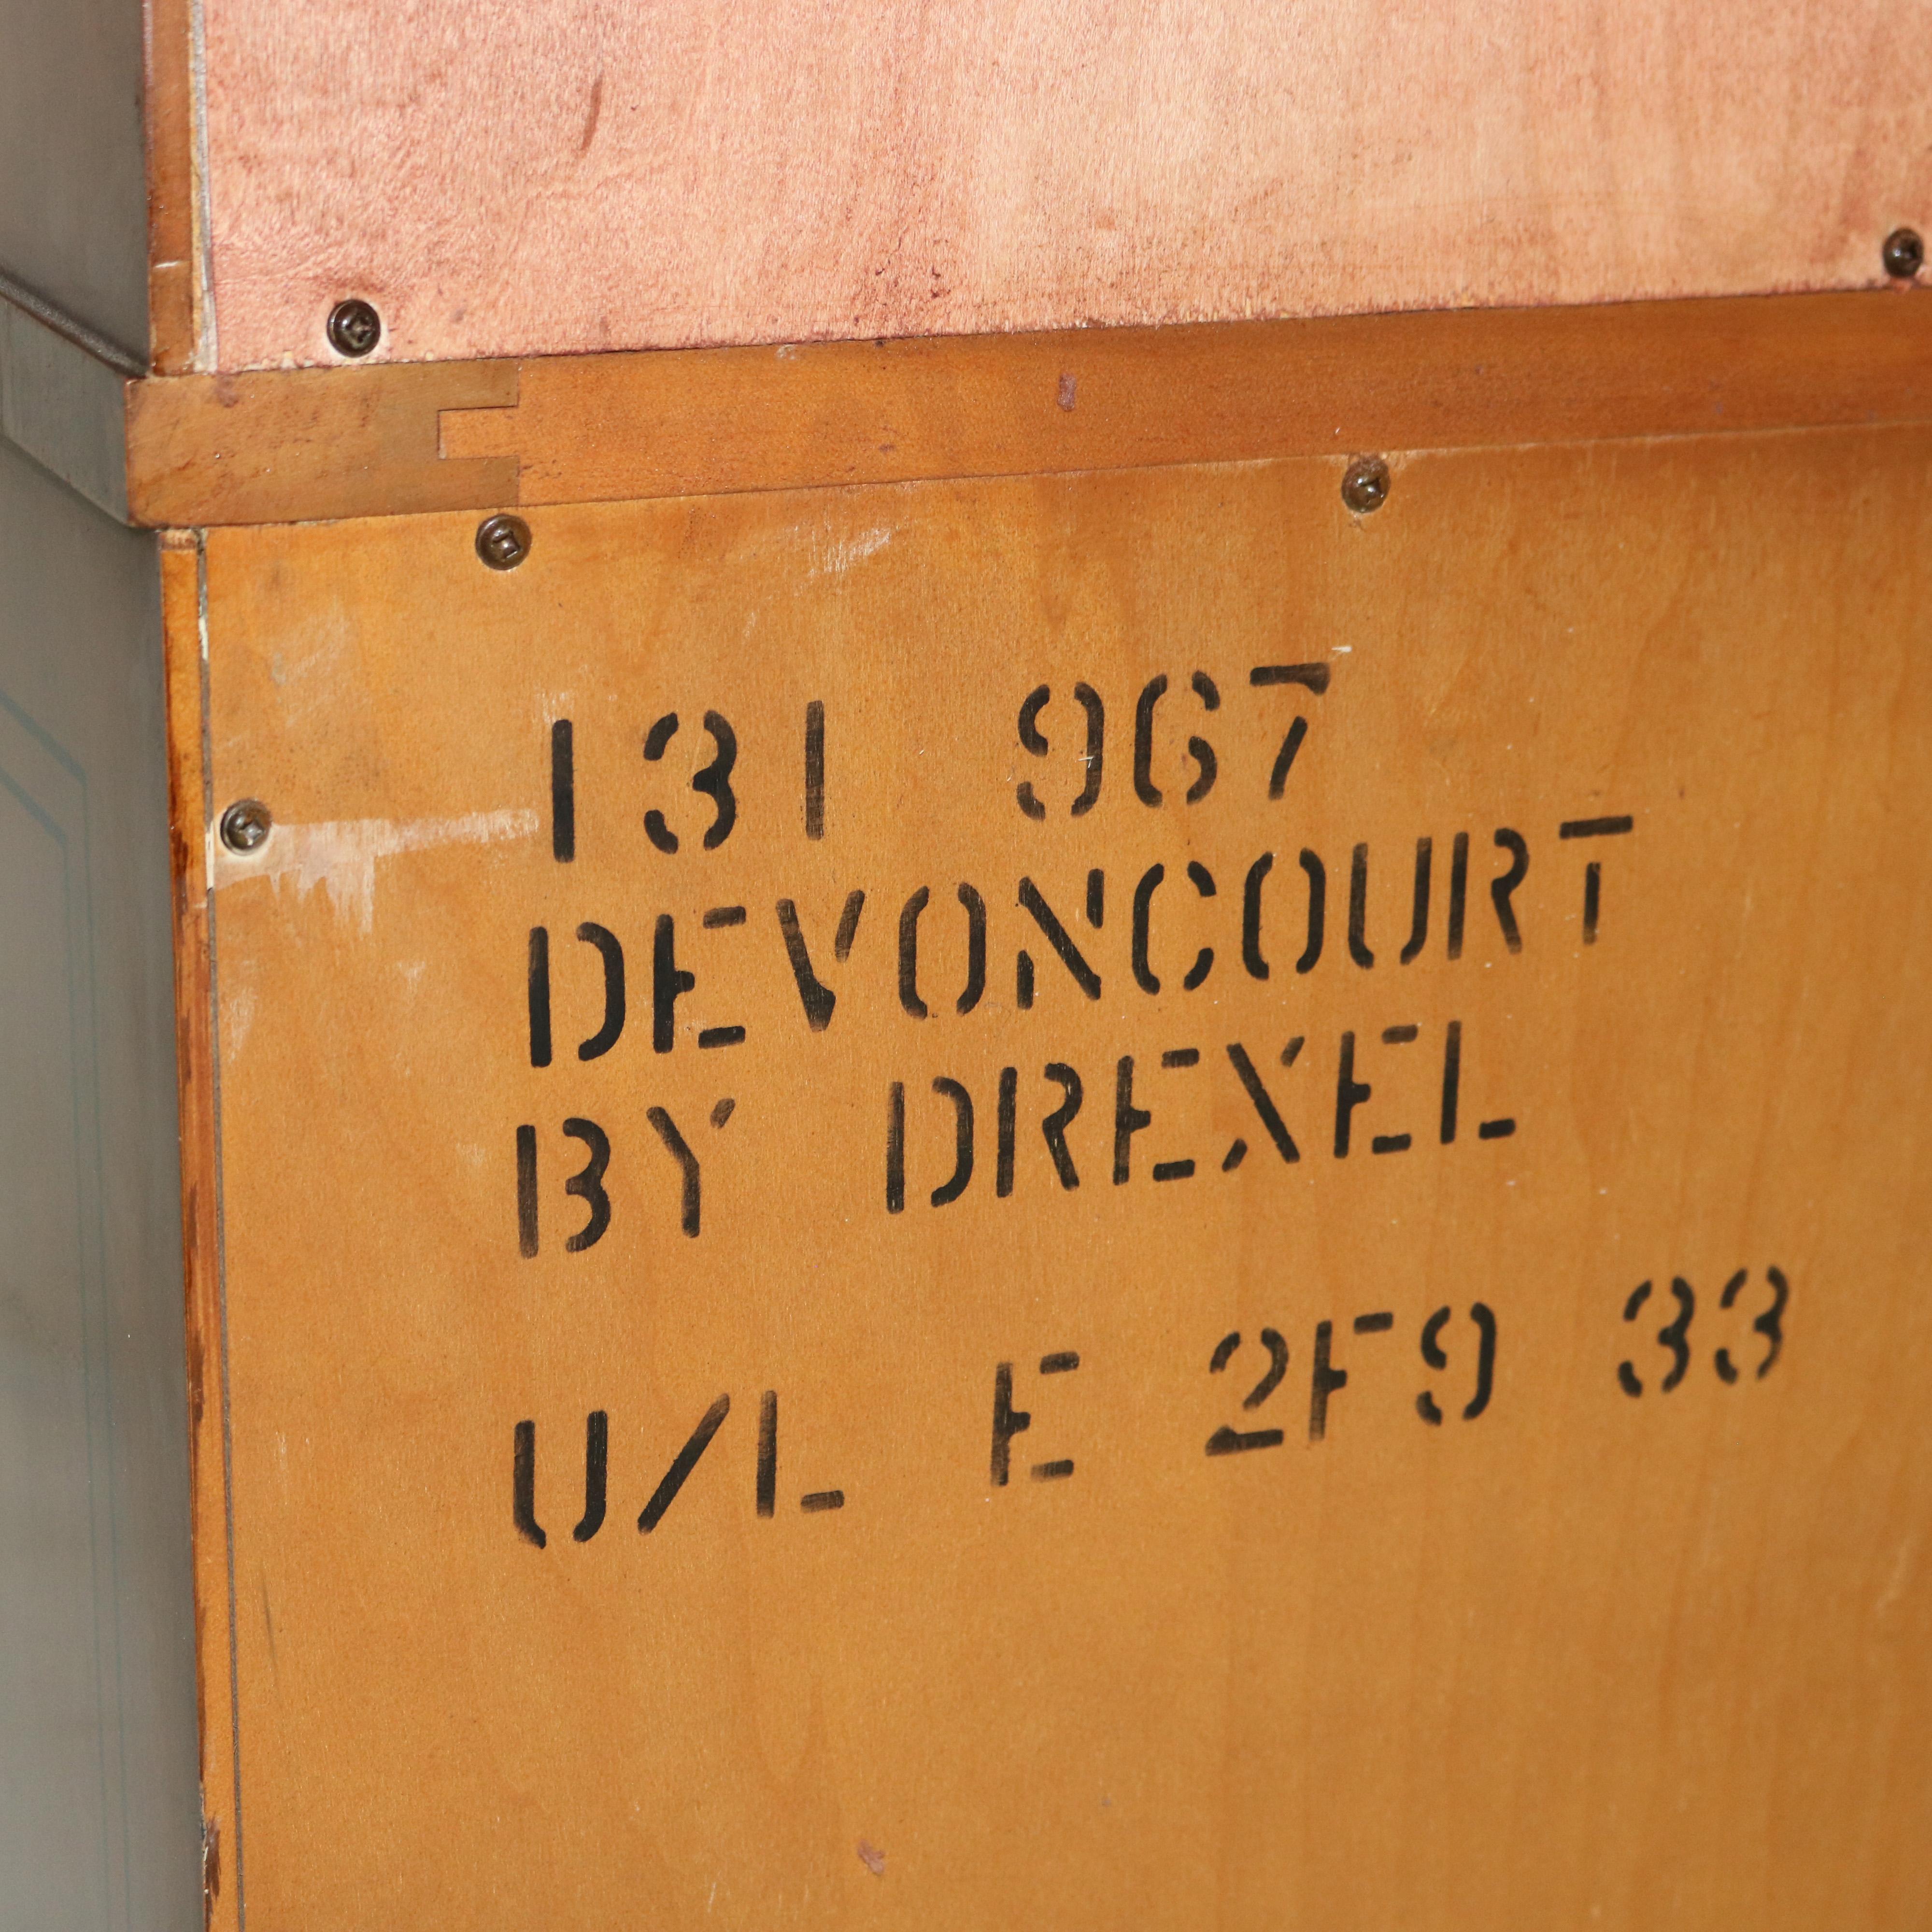 131 967
DEVONCOURT
BY DREXEL
U/L E 2F9 33